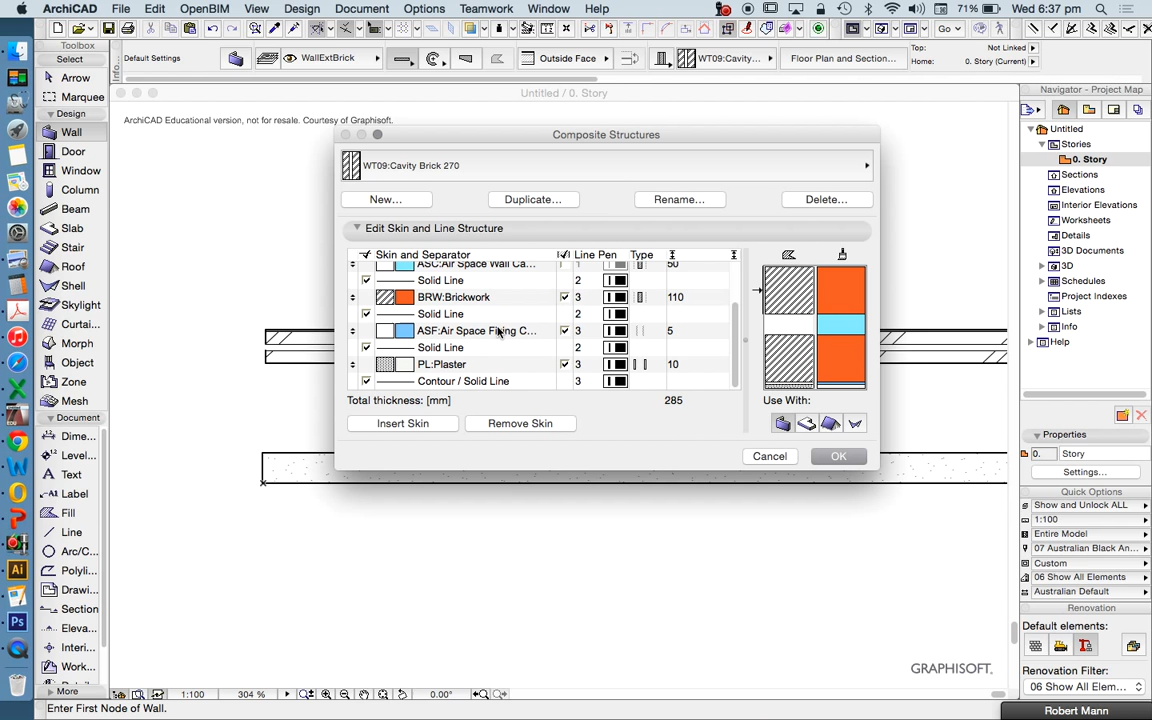 ArchiCAD File Edit OpenBIM View Design Document Options Teamwork Window Help 71% Wed 6:37 pm
Go
Default Settings
WallExtBrick
Outside Face
WT09:Cavity...
Floor Plan and Section...
Top: Not Linked
Home: 0. Story (Current)
Info...
Toolbox
Select
Arrow
Marquee
Design
Wall
Door
Window
Column
Beam
Slab
Stair
Roof
Shell
Skylight
Curtai...
Morph
Object
Zone
Mesh
Document
Dime...
Level...
Text
Label
Fill
Line
Arc/C...
Polyli...
Drawi...
Section
Eleva...
Interi...
Work...
More
Untitled / 0. Story
ArchiCAD Educational version, not for resale. Courtesy of Graphisoft.
Composite Structures
WT09:Cavity Brick 270
New...
Duplicate...
Rename...
Delete...
Edit Skin and Line Structure
Skin and Separator Line Pen Type
ASC:Air Space Wall Ca... 1 50
Solid Line 2
BRW:Brickwork 3 110
Solid Line 2
ASF:Air Space Fixing C... 3 5
Solid Line 2
PL:Plaster 3 10
Contour / Solid Line 3
Total thickness: [mm] 285
Use With:
Insert Skin
Remove Skin
Cancel
OK
GRAPHISOFT.
1:100 304 % 0.00°
Enter First Node of Wall.
Navigator - Project Map
Untitled
Stories
0. Story
Sections
Elevations
Interior Elevations
Worksheets
Details
3D Documents
3D
Schedules
Project Indexes
Lists
Info
Help
Properties
0. Story
Settings...
Quick Options
Show and Unlock ALL
1:100
Entire Model
07 Australian Black An...
Custom
06 Show All Elements
Australian Default
Renovation
Default elements:
Renovation Filter:
06 Show All Elem...
Robert Mann